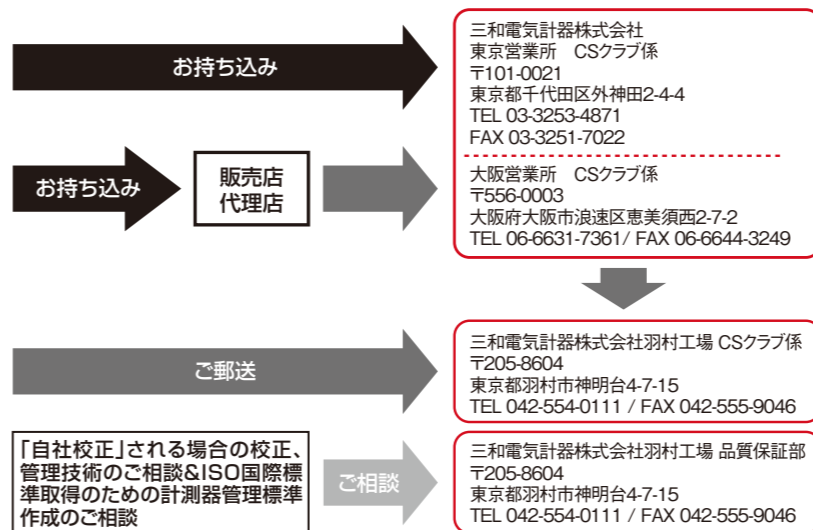 お持ち込み
三和電気計器株式会社
東京営業所 CSクラブ係
〒101-0021
東京都千代田区外神田2-4-4
TEL 03-3253-4871
FAX 03-3251-7022
お持ち込み
販売店
代理店
大阪営業所 CSクラブ係
〒556-0003
大阪府大阪市浪速区恵美須西2-7-2
TEL 06-6631-7361/ FAX 06-6644-3249
ご郵送
三和電気計器株式会社羽村工場 CSクラブ係
〒205-8604
東京都羽村市神明台4-7-15
TEL 042-554-0111 / FAX 042-555-9046
「自社校正」される場合の校正、
管理技術のご相談&ISO国際標
準取得のための計測器管理標準
作成のご相談
ご相談
三和電気計器株式会社羽村工場 品質保証部
〒205-8604
東京都羽村市神明台4-7-15
TEL 042-554-0111 / FAX 042-555-9046